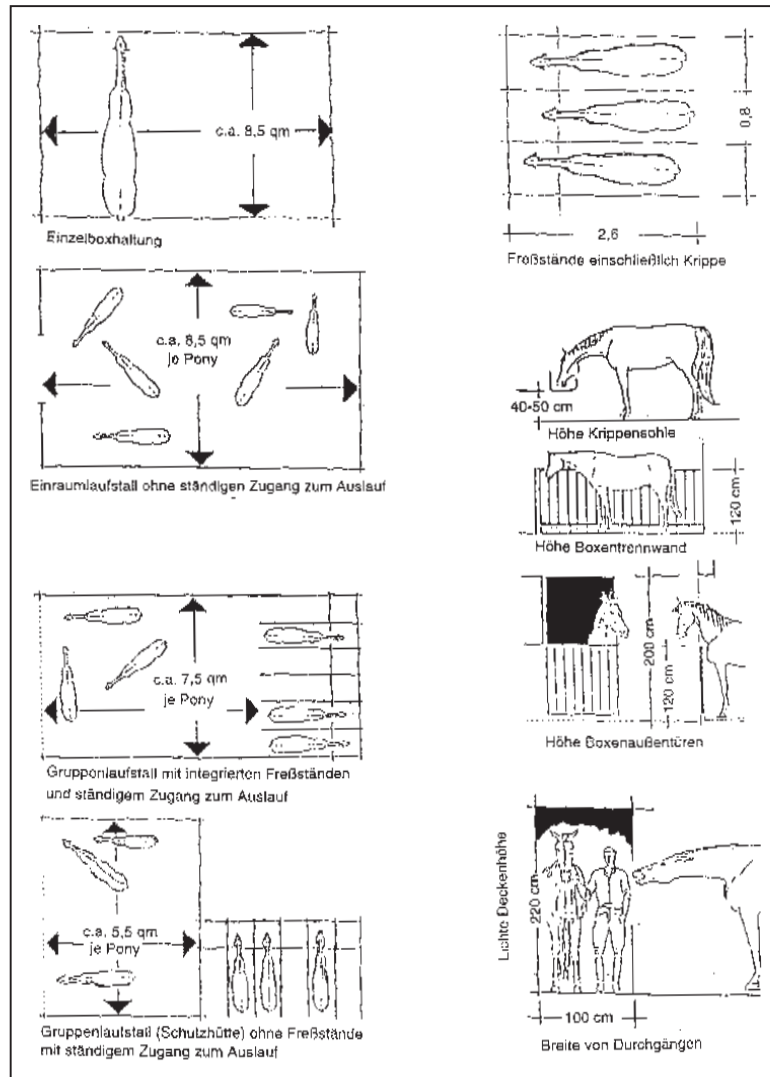 c.a. 8,5 qm
Einzelboxhaltung
c.a. 8,5 qm
je Pony
Einraumlaufstall ohne ständigen Zugang zum Auslauf
c.a. 7,5 qm
je Pony
Gruppenlaufstall mit integrierten Freßständen
und ständigem Zugang zum Auslauf
c.a. 5,5 qm
je Pony
Gruppenlaufstall (Schutzhütte) ohne Freßstände
mit ständigem Zugang zum Auslauf
0,8
2,6
Freßstände einschließlich Krippe
40-50 cm
Höhe Krippensohle
120 cm
Höhe Boxentrennwand
200 cm
120 cm
Höhe Boxenaußentüren
Lichte Deckenhöhe
220 cm
100 cm
Breite von Durchgängen